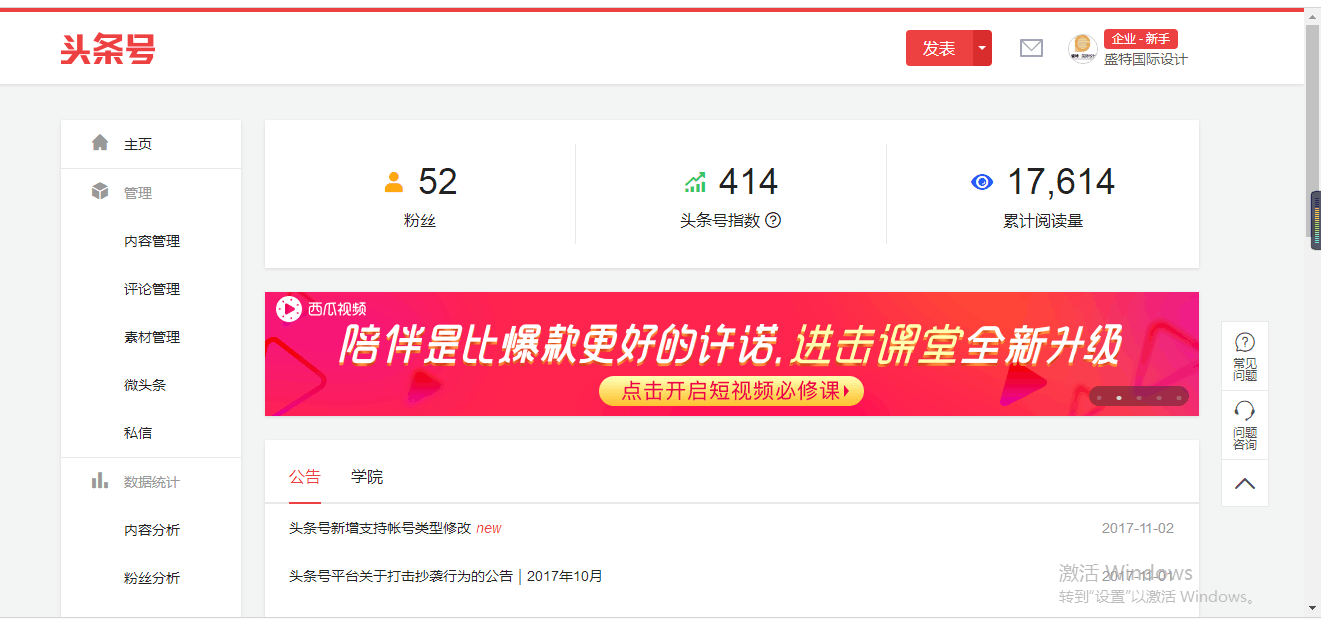 头条号
发表
企业 - 新手
盛特国际设计
主页
管理
内容管理
评论管理
素材管理
微头条
私信
数据统计
内容分析
粉丝分析
52
粉丝
414
头条号指数
17,614
累计阅读量
西瓜视频
陪伴是比爆款更好的许诺.进击课堂全新升级
点击开启短视频必修课
公告 学院
头条号新增支持帐号类型修改 new 2017-11-02
头条号平台关于打击抄袭行为的公告 | 2017年10月 2017-11-01
常见
问题
问题
咨询
激活 Windows
转到"设置"以激活 Windows。